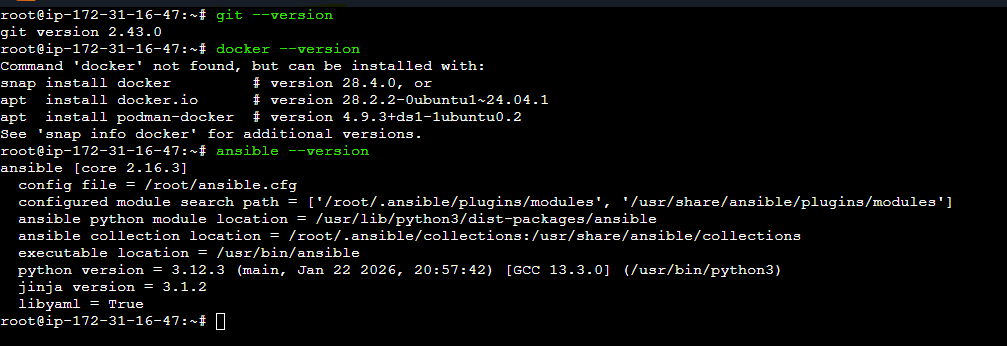 root@ip-172-31-16-47:~# git --version
git version 2.43.0
root@ip-172-31-16-47:~# docker --version
Command 'docker' not found, but can be installed with:
snap install docker         # version 28.4.0, or
apt  install docker.io      # version 28.2.2-0ubuntu1~24.04.1
apt  install podman-docker  # version 4.9.3+ds1-1ubuntu0.2
See 'snap info docker' for additional versions.
root@ip-172-31-16-47:~# ansible --version
ansible [core 2.16.3]
  config file = /root/ansible.cfg
  configured module search path = ['/root/.ansible/plugins/modules', '/usr/share/ansible/plugins/modules']
  ansible python module location = /usr/lib/python3/dist-packages/ansible
  ansible collection location = /root/.ansible/collections:/usr/share/ansible/collections
  executable location = /usr/bin/ansible
  python version = 3.12.3 (main, Jan 22 2026, 20:57:42) [GCC 13.3.0] (/usr/bin/python3)
  jinja version = 3.1.2
  libyaml = True
root@ip-172-31-16-47:~#